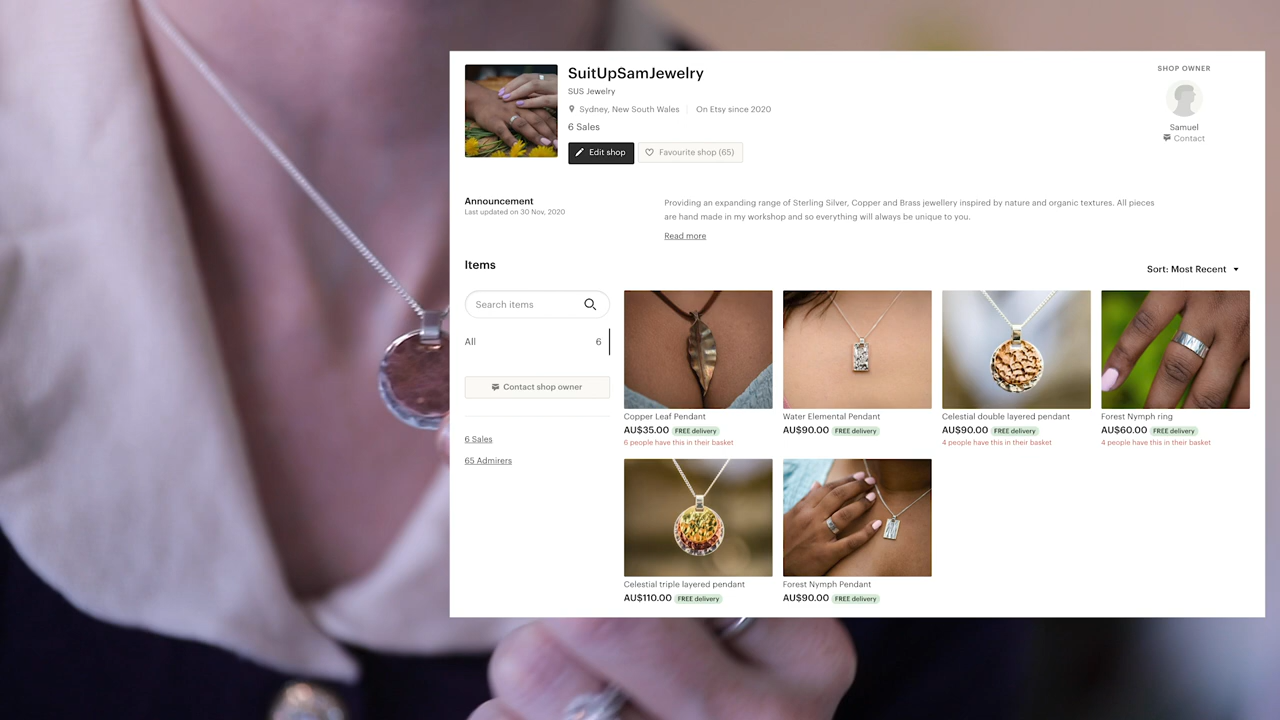 SuitUpSamJewelry
SUS Jewelry
Sydney, New South Wales
On Etsy since 2020
6 Sales
Edit shop
Favourite shop (65)
SHOP OWNER
Samuel
Contact
Announcement
Last updated on 30 Nov, 2020
Providing an expanding range of Sterling Silver, Copper and Brass jewellery inspired by nature and organic textures. All pieces
are hand made in my workshop and so everything will always be unique to you.
Read more
Items
Sort: Most Recent
Search items
All 6
Contact shop owner
6 Sales
65 Admirers
Copper Leaf Pendant
AU$35.00 FREE delivery
6 people have this in their basket
Water Elemental Pendant
AU$90.00 FREE delivery
Celestial double layered pendant
AU$90.00 FREE delivery
4 people have this in their basket
Forest Nymph ring
AU$60.00 FREE delivery
4 people have this in their basket
Celestial triple layered pendant
AU$110.00 FREE delivery
Forest Nymph Pendant
AU$90.00 FREE delivery